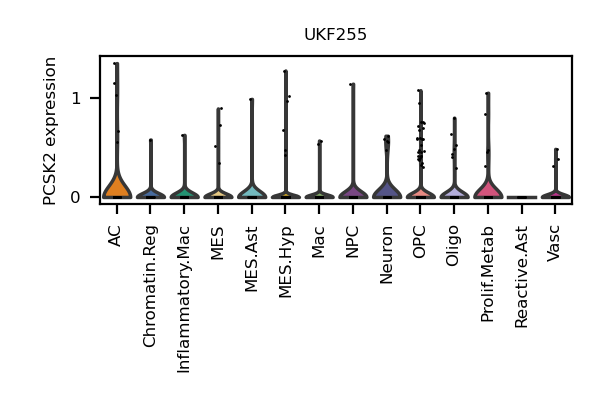 UKF255
PCSK2 expression
1
0
AC
Chromatin.Reg
Inflammatory.Mac
MES
MES.Ast
MES.Hyp
Mac
NPC
Neuron
OPC
Oligo
Prolif.Metab
Reactive.Ast
Vasc